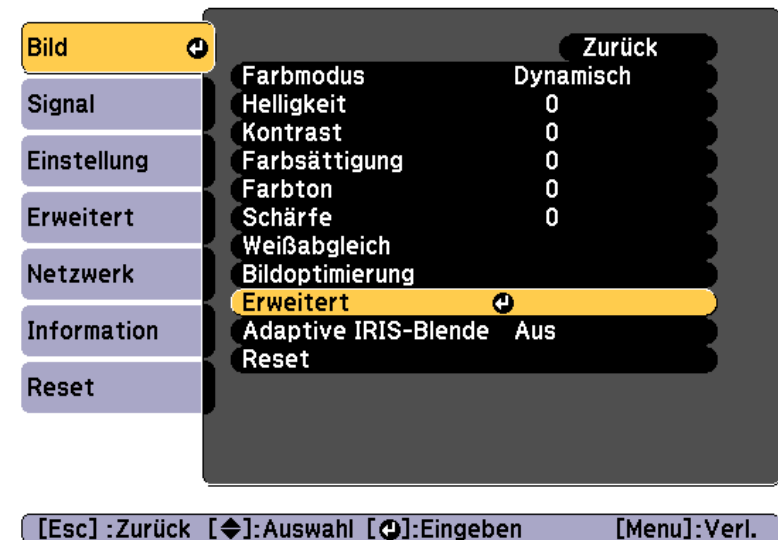 Bild
Signal
Einstellung
Erweitert
Netzwerk
Information
Reset
Zurück
Farbmodus Dynamisch
Helligkeit 0
Kontrast 0
Farbsättigung 0
Farbton 0
Schärfe 0
Weißabgleich
Bildoptimierung
Erweitert
Adaptive IRIS-Blende Aus
Reset
[Esc] :Zurück [◆]:Auswahl [↵]:Eingeben [Menu]:Verl.